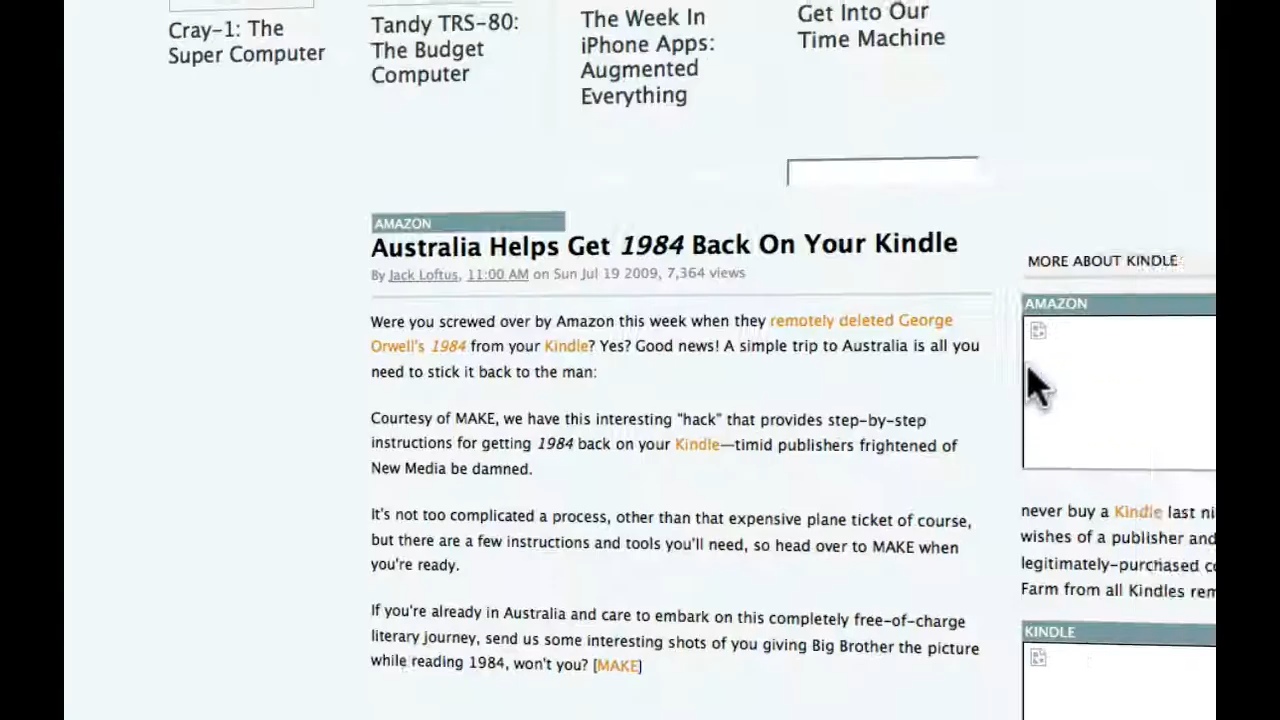 Cray-1: The
Super Computer
Tandy TRS-80:
The Budget
Computer
The Week In
iPhone Apps:
Augmented
Everything
Get Into Our
Time Machine
AMAZON
Australia Helps Get 1984 Back On Your Kindle
By Jack Loftus, 11:00 AM on Sun Jul 19 2009, 7,364 views
Were you screwed over by Amazon this week when they remotely deleted George
Orwell's 1984 from your Kindle? Yes? Good news! A simple trip to Australia is all you
need to stick it back to the man:
Courtesy of MAKE, we have this interesting "hack" that provides step-by-step
instructions for getting 1984 back on your Kindle—timid publishers frightened of
New Media be damned.
It's not too complicated a process, other than that expensive plane ticket of course,
but there are a few instructions and tools you'll need, so head over to MAKE when
you're ready.
If you're already in Australia and care to embark on this completely free-of-charge
literary journey, send us some interesting shots of you giving Big Brother the picture
while reading 1984, won't you? [MAKE]
MORE ABOUT KINDLE
AMAZON
never buy a Kindle last ni
wishes of a publisher and
legitimately-purchased c
Farm from all Kindles rem
KINDLE